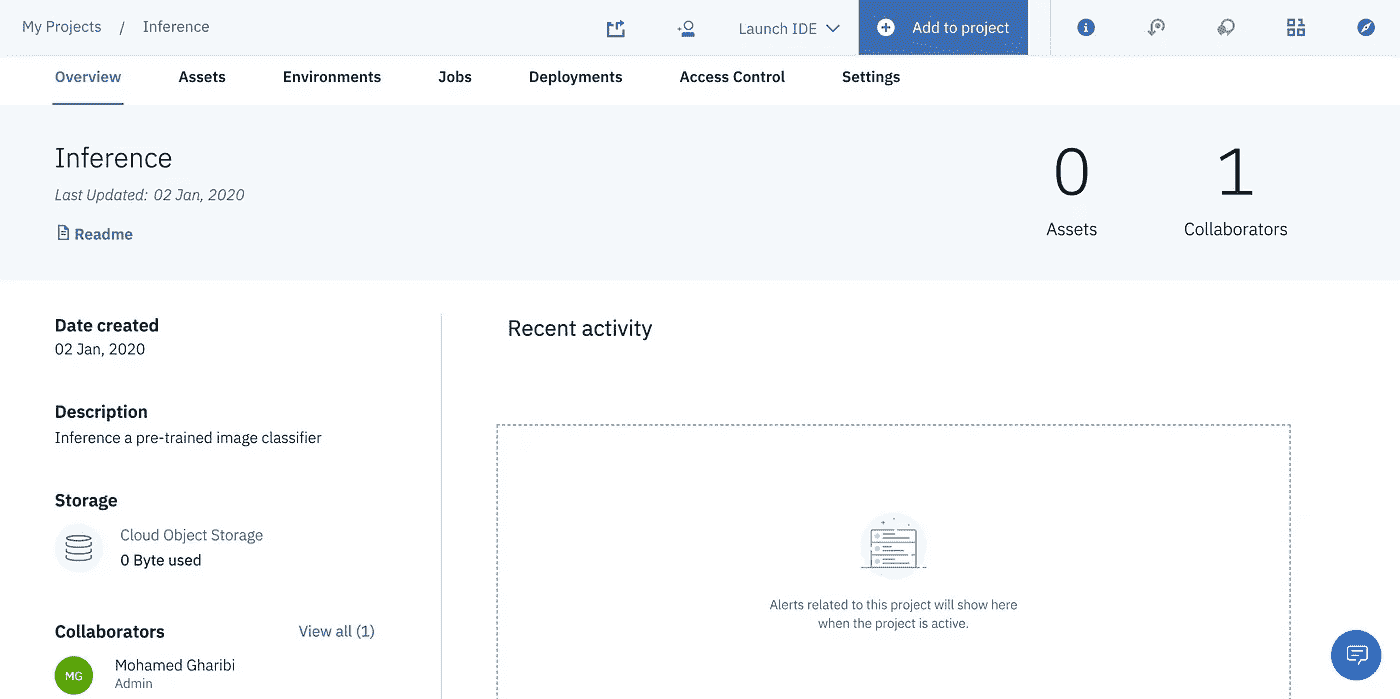 My Projects / Inference
Launch IDE
Add to project
Overview Assets Environments Jobs Deployments Access Control Settings
Inference
Last Updated: 02 Jan, 2020
Readme
0 1
Assets Collaborators
Date created
02 Jan, 2020
Description
Inference a pre-trained image classifier
Storage
Cloud Object Storage
0 Byte used
Collaborators View all (1)
MG
Mohamed Gharibi
Admin
Recent activity
Alerts related to this project will show here
when the project is active.